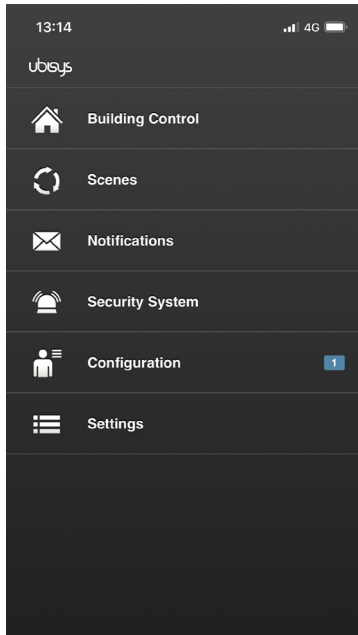 13:14
4G
ubisys
Building Control
Scenes
Notifications
Security System
Configuration
1
Settings